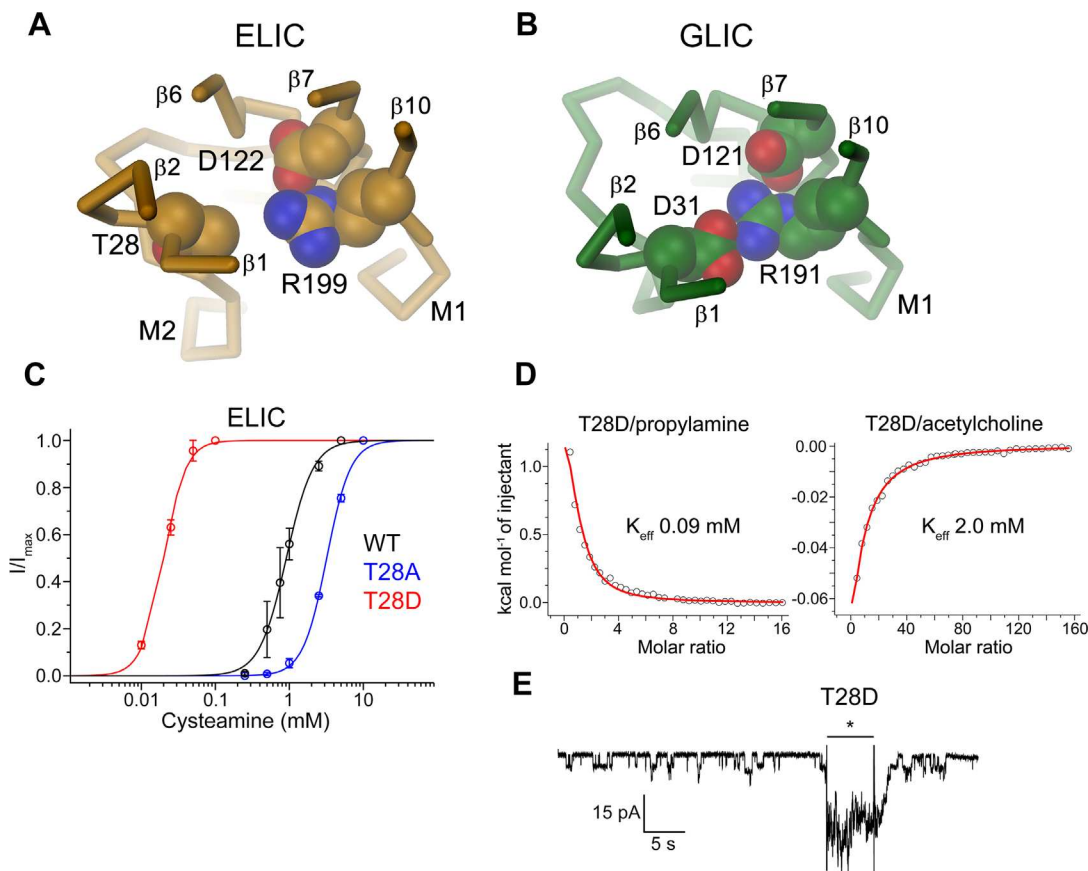 A
ELIC
β6
β7
β10
D122
β2
T28
β1
R199
M2
M1
B
GLIC
β7
β10
β6
D121
β2
D31
R191
β1
M1
C
ELIC
I/Imax
1.0
0.8
0.6
0.4
0.2
0.0
WT
T28A
T28D
0.01
0.1
1
10
Cysteamine (mM)
D
T28D/propylamine
kcal mol-1 of injectant
1.0
0.5
0.0
Keff 0.09 mM
0
4
8
12
16
Molar ratio
T28D/acetylcholine
0.00
-0.02
-0.04
-0.06
Keff 2.0 mM
0
40
80
120
160
Molar ratio
E
T28D
*
15 pA
5 s